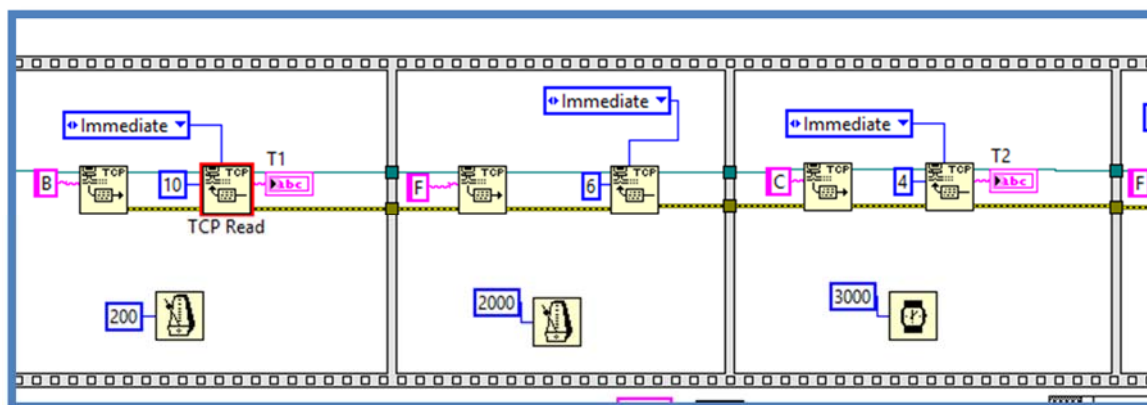 Immediate
B
TCP
10
TCP
T1
abc
TCP Read
200
Immediate
F
TCP
6
TCP
2000
Immediate
C
TCP
4
TCP
T2
abc
3000
F